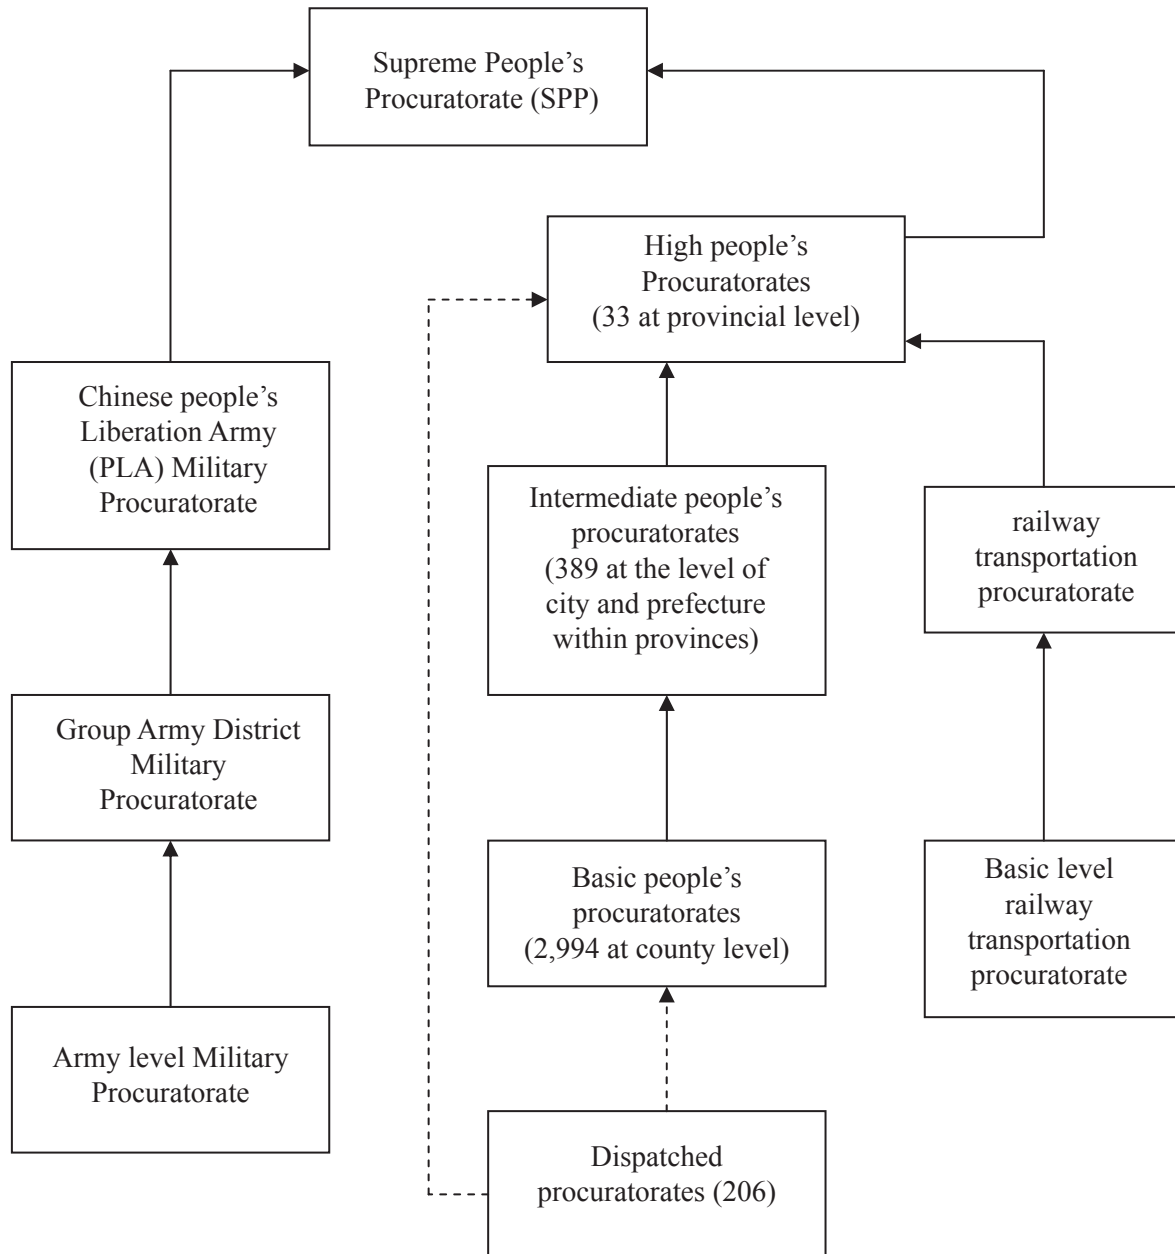 Supreme People’s
Procuratorate (SPP)
High people’s
Procuratorates
(33 at provincial level)
Chinese people’s
Liberation Army
(PLA) Military
Procuratorate
Intermediate people’s
procuratorates
(389 at the level of
city and prefecture
within provinces)
railway
transportation
procuratorate
Group Army District
Military
Procuratorate
Basic people’s
procuratorates
(2,994 at county level)
Basic level
railway
transportation
procuratorate
Army level Military
Procuratorate
Dispatched
procuratorates (206)